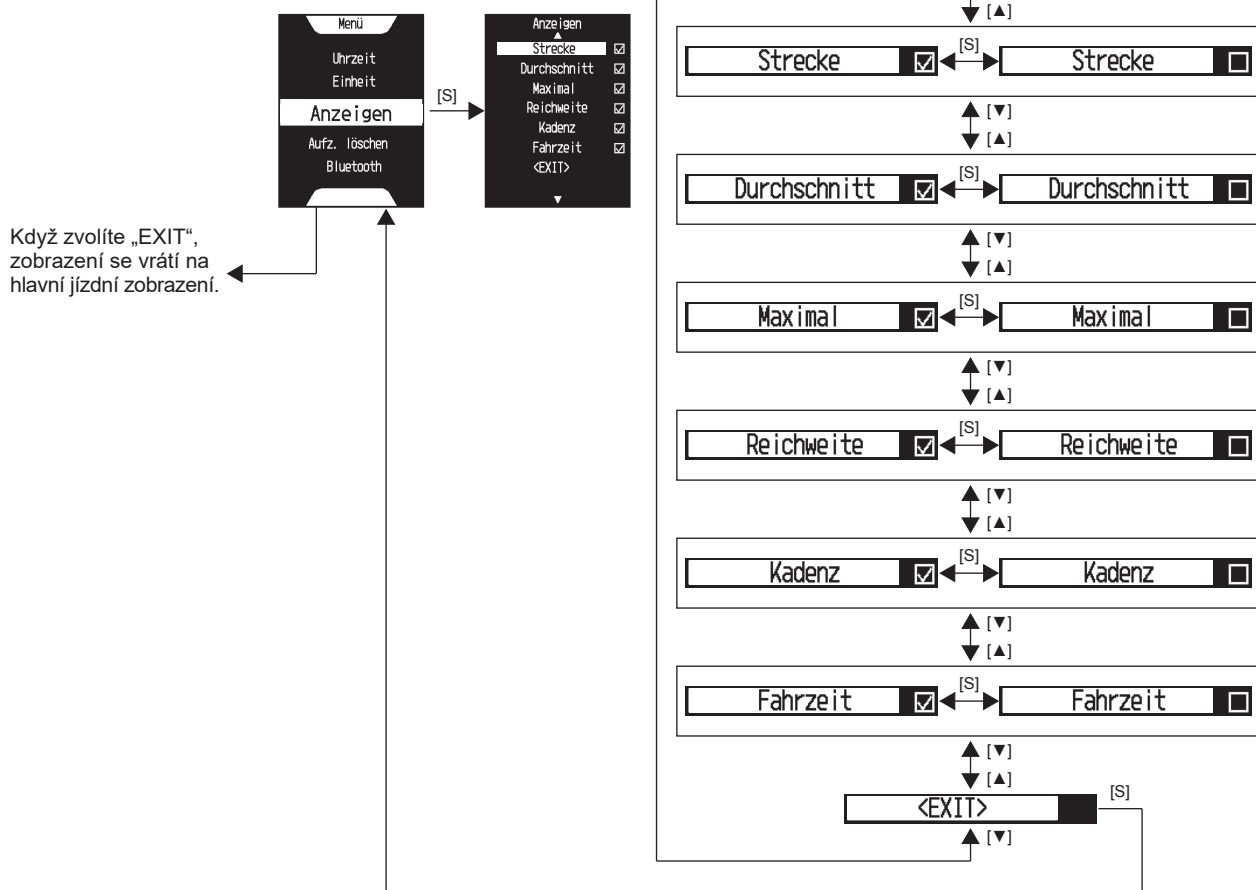 Menü
Uhrzeit
Einheit
Anzeigen
Aufz. löschen
Bluetooth
[S]
Anzeigen
▲
Strecke ☑
Durchschnitt ☑
Maximal ☑
Reichweite ☑
Kadenz ☑
Fahrzeit ☑
<EXIT>
▼
Když zvolíte „EXIT“,
zobrazení se vrátí na
hlavní jízdní zobrazení.
[▲]
Strecke ☑ [S] Strecke ☐
[▼]
[▲]
Durchschnitt ☑ [S] Durchschnitt ☐
[▼]
[▲]
Maximal ☑ [S] Maximal ☐
[▼]
[▲]
Reichweite ☑ [S] Reichweite ☐
[▼]
[▲]
Kadenz ☑ [S] Kadenz ☐
[▼]
[▲]
Fahrzeit ☑ [S] Fahrzeit ☐
[▼]
[▲]
<EXIT> [S]
[▼]